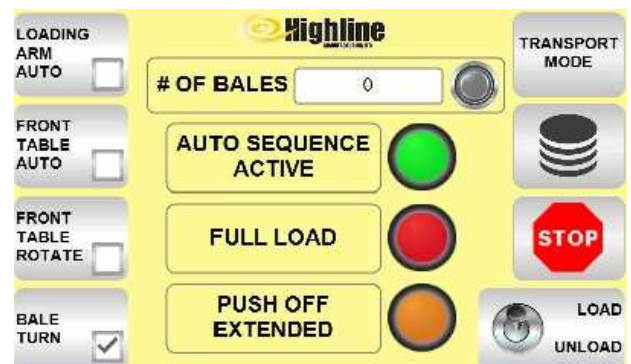 LOADING
ARM
AUTO
Highline
# OF BALES
0
TRANSPORT
MODE
FRONT
TABLE
AUTO
AUTO SEQUENCE
ACTIVE
FRONT
TABLE
ROTATE
FULL LOAD
STOP
BALE
TURN
PUSH OFF
EXTENDED
LOAD
UNLOAD